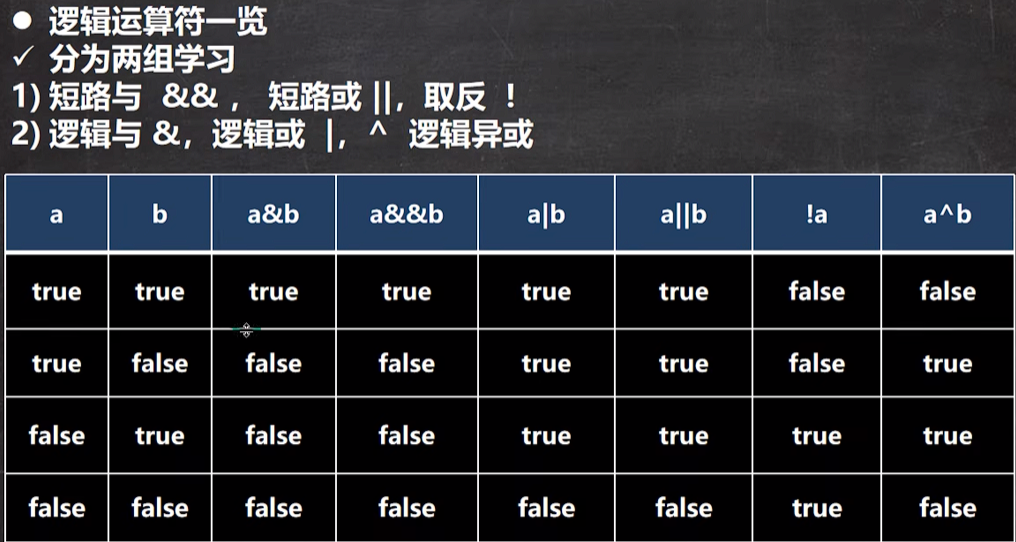 ● 逻辑运算符一览
✓ 分为两组学习
1) 短路与 && ， 短路或 ||，取反 ！
2) 逻辑与 &，逻辑或 |，^ 逻辑异或
a b a&b a&&b a|b a||b !a a^b
true true true true true true false false
true false false false true true false true
false true false false true true true true
false false false false false false true false